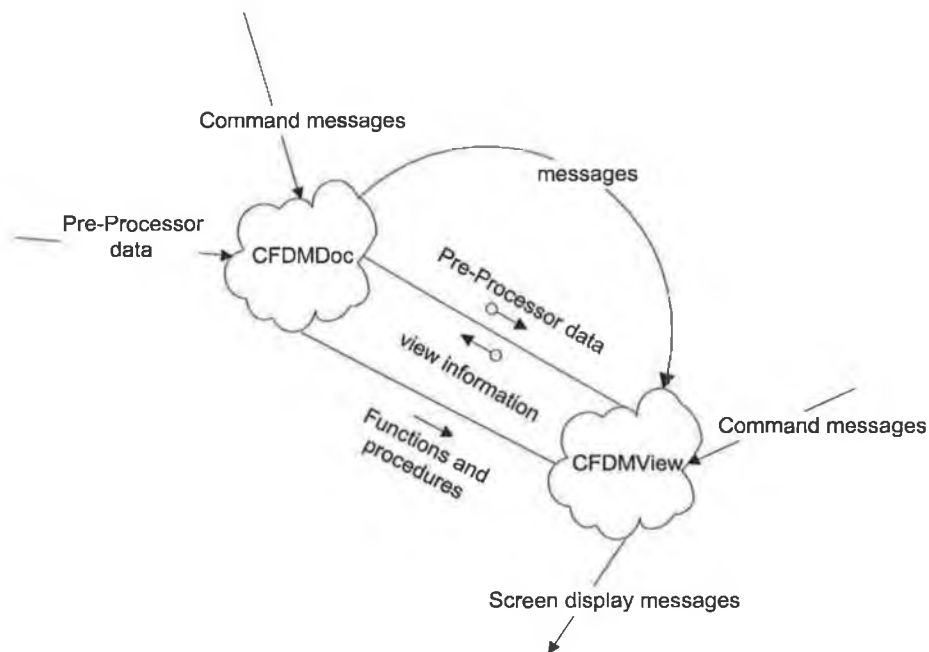 Command messages
messages
Pre-Processor
data
CFDMDoc
Pre-Processor data
view information
Functions and
procedures
Command messages
CFDMView
Screen display messages